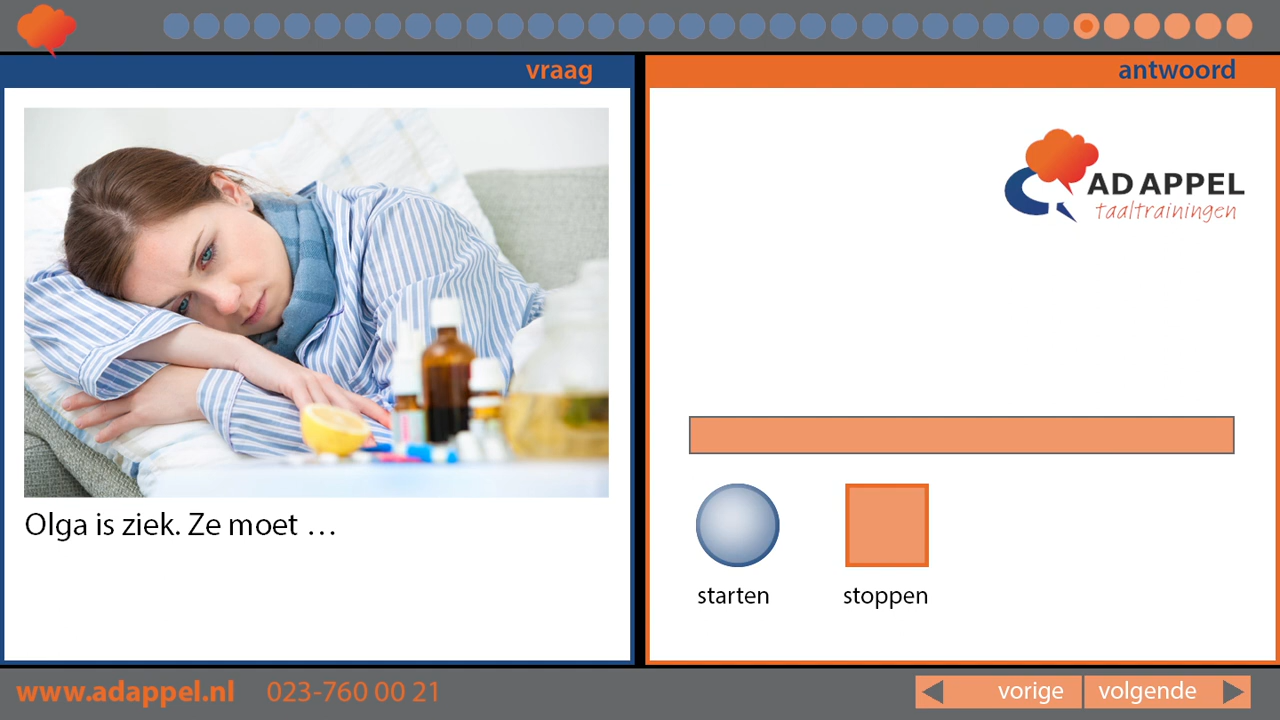 vraag
antwoord
AD APPEL
taaltrainingen
Olga is ziek. Ze moet …
starten
stoppen
www.adappel.nl 023-760 00 21
vorige
volgende